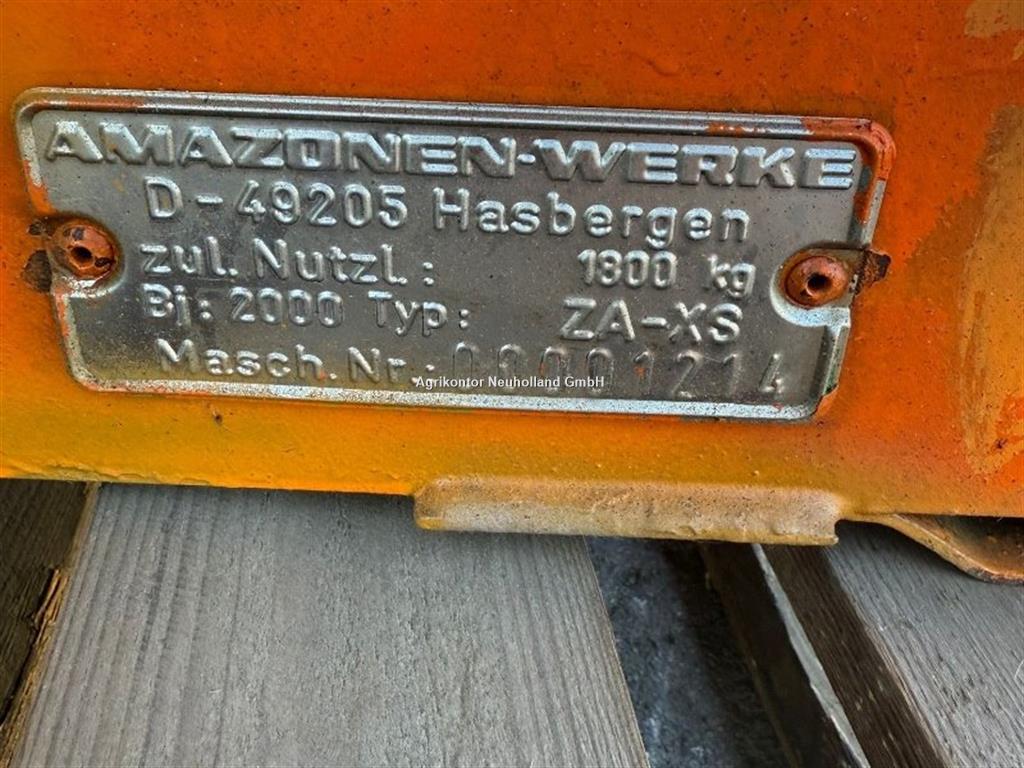 AMAZONEN-WERKE
D-49205 Hasbergen
zul. Nutzl.: 1800 kg
Bj: 2000 Typ: ZA-XS
Masch. Nr.: 00001214
Agrikontor Neuholland GmbH